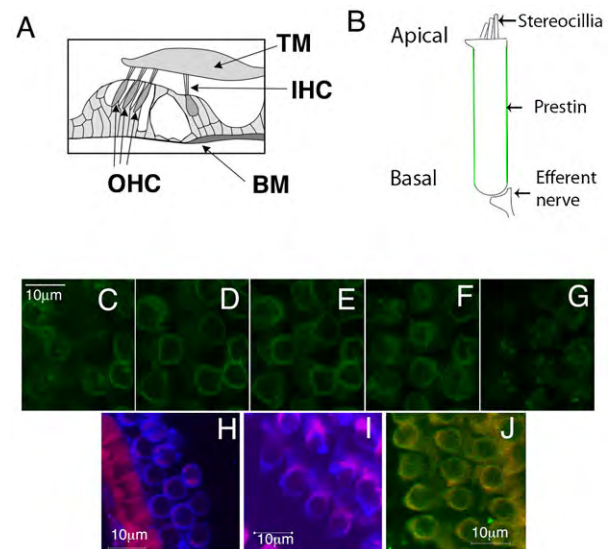 A
TM
IHC
OHC
BM
B
Apical
Stereocillia
Prestin
Basal
Efferent
nerve
10μm
C
D
E
F
G
H
10μm
I
10μm
J
10μm